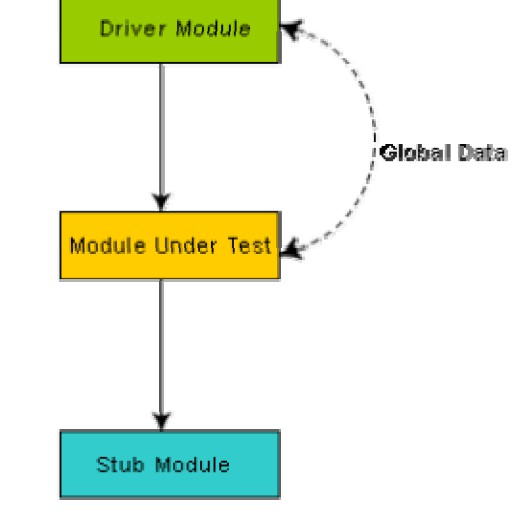 Driver Module
Global Data
Module Under Test
Stub Module